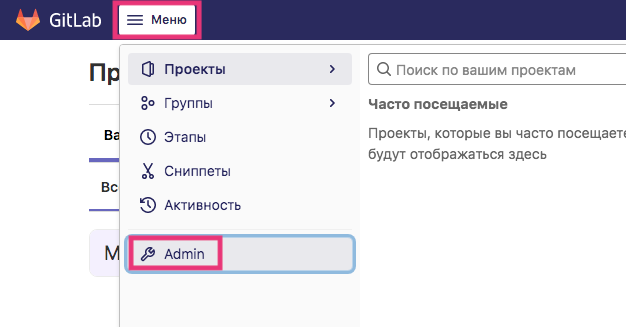 GitLab
Меню
Пр
Проекты
Поиск по вашим проектам
Группы
Часто посещаемые
Ва
Этапы
Проекты, которые вы часто посещаете
будут отображаться здесь
Сниппеты
Вс
Активность
М
Admin